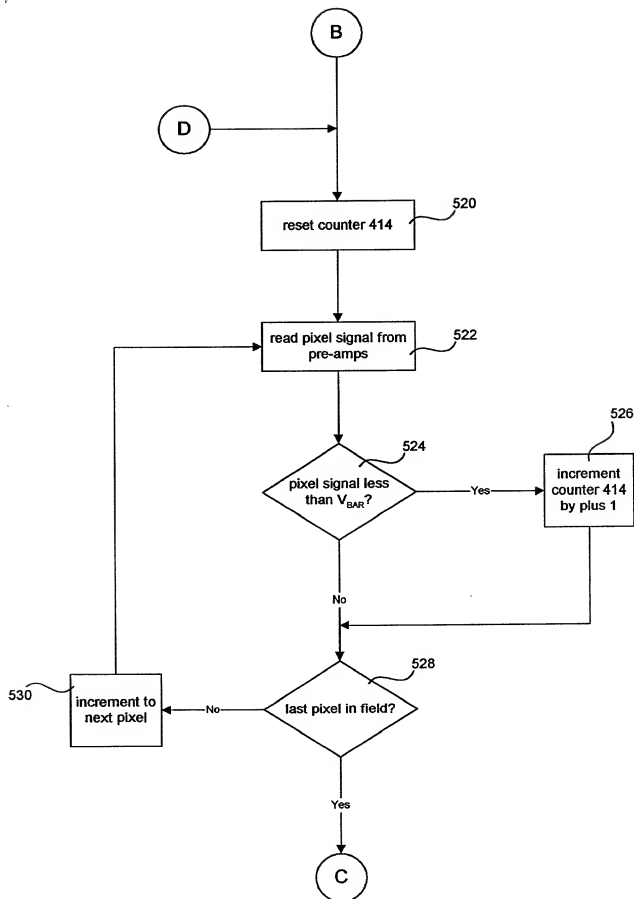 B
D
520
reset counter 414
522
read pixel signal from
pre-amps
524
pixel signal less
than VBAR?
Yes
526
increment
counter 414
by plus 1
No
528
last pixel in field?
No
530
increment to
next pixel
Yes
C